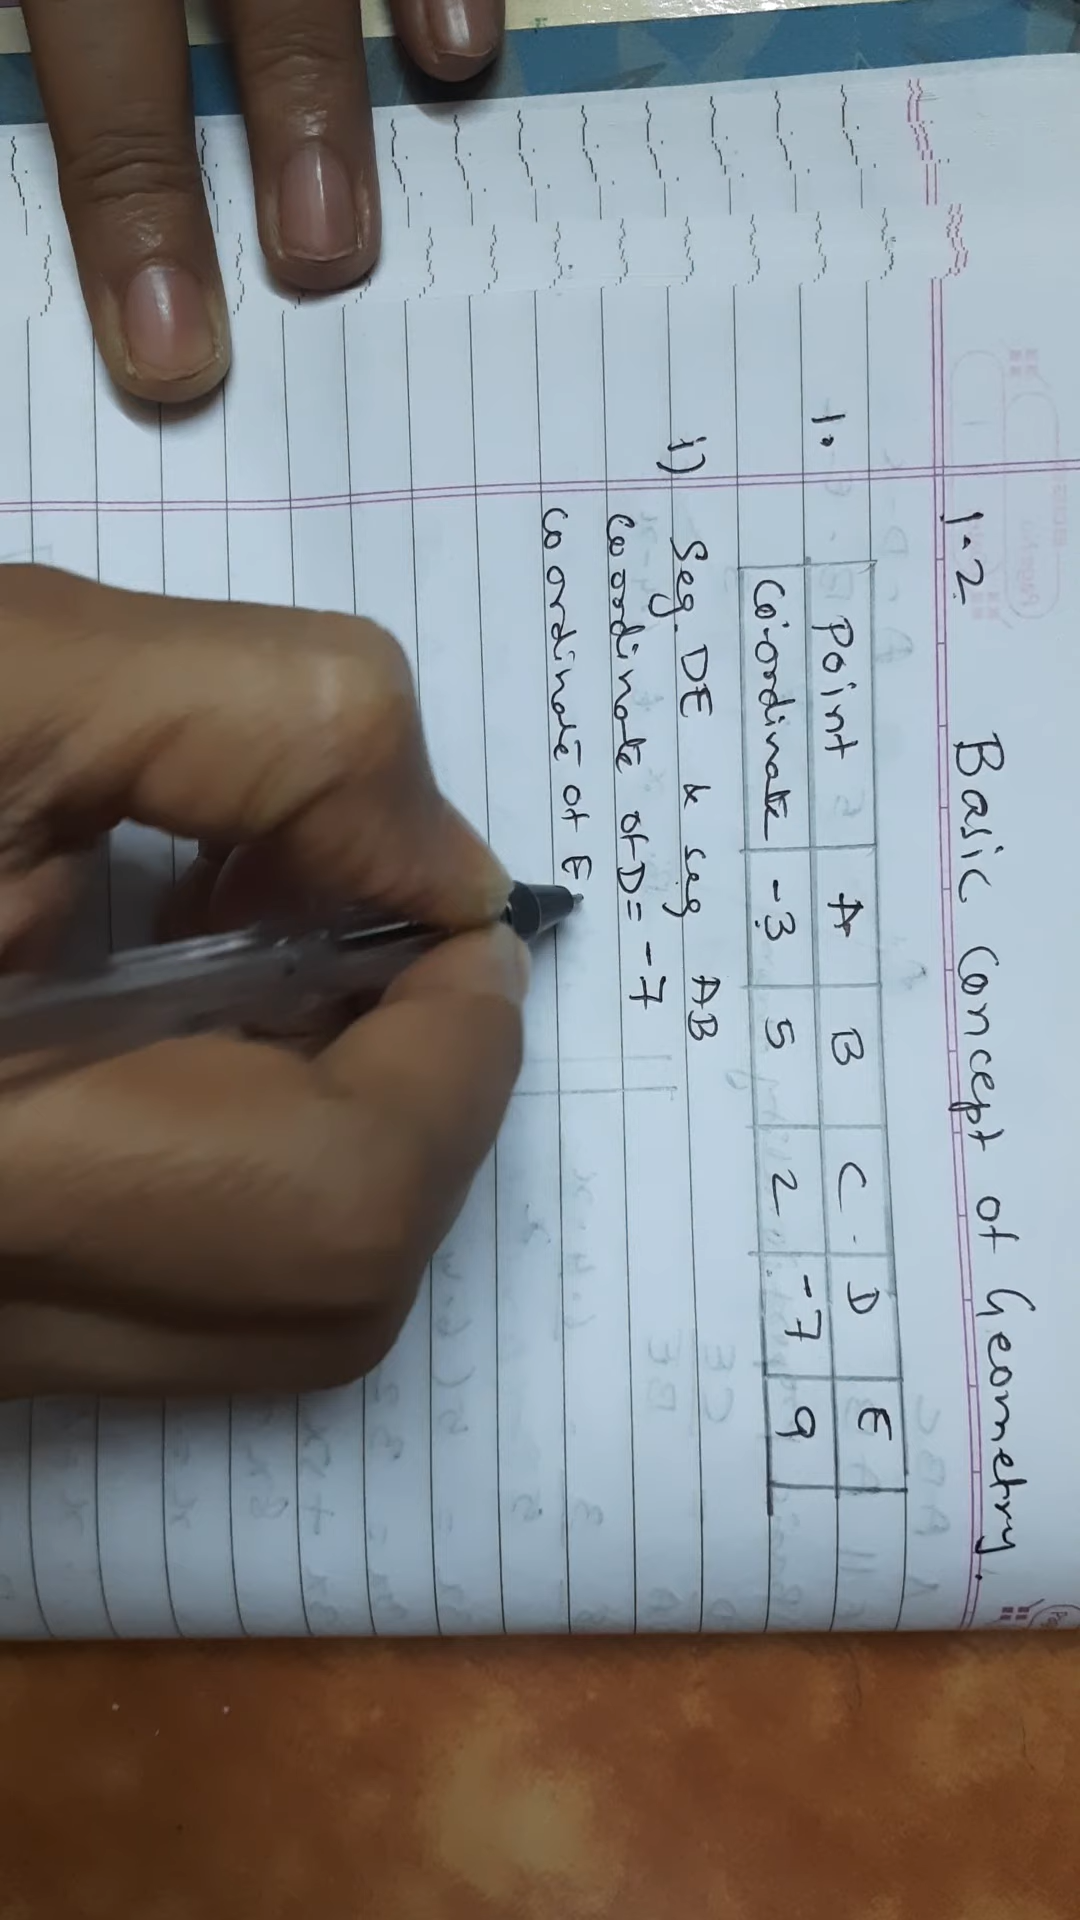 1.2 Basic concept of Geometry.
1.
Point A B C D E
Co-ordinate -3 5 2 -7 9
i) Seg. DE & seg AB
Coordinate of D = -7
Coordinate of E